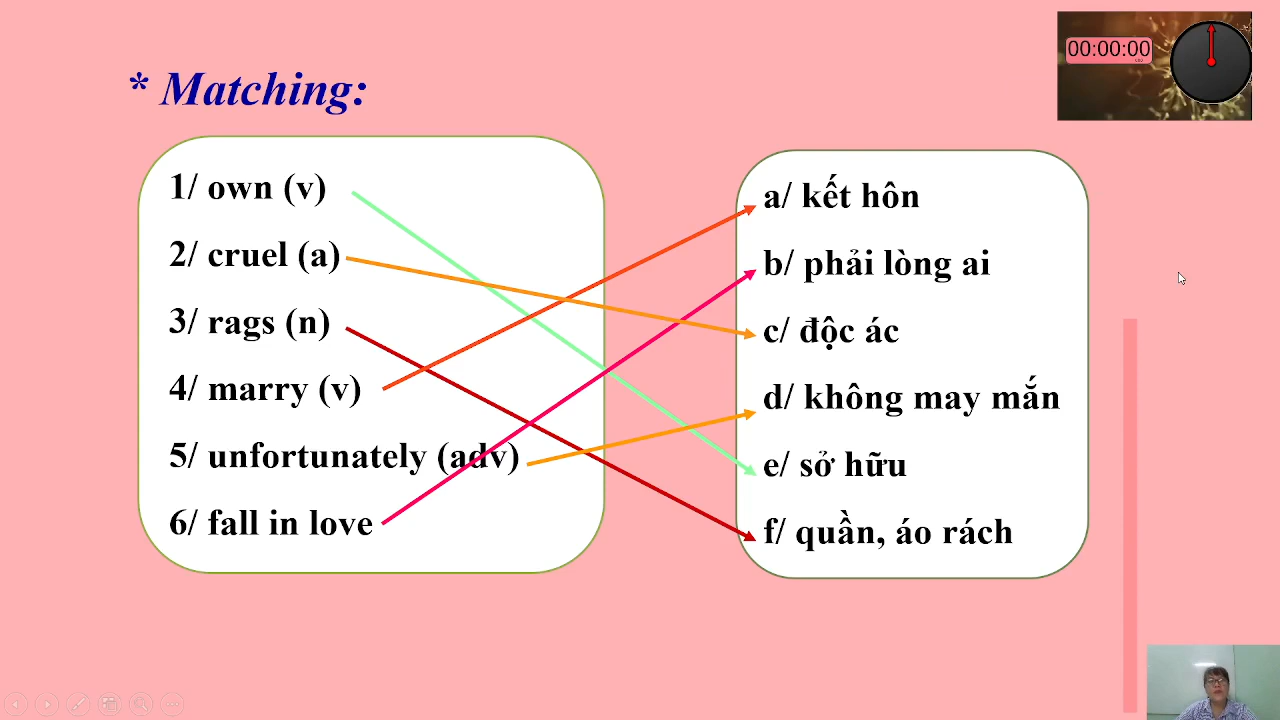 * Matching:
00:00:00
1/ own (v)
2/ cruel (a)
3/ rags (n)
4/ marry (v)
5/ unfortunately (adv)
6/ fall in love
a/ kết hôn
b/ phải lòng ai
c/ độc ác
d/ không may mắn
e/ sở hữu
f/ quần, áo rách